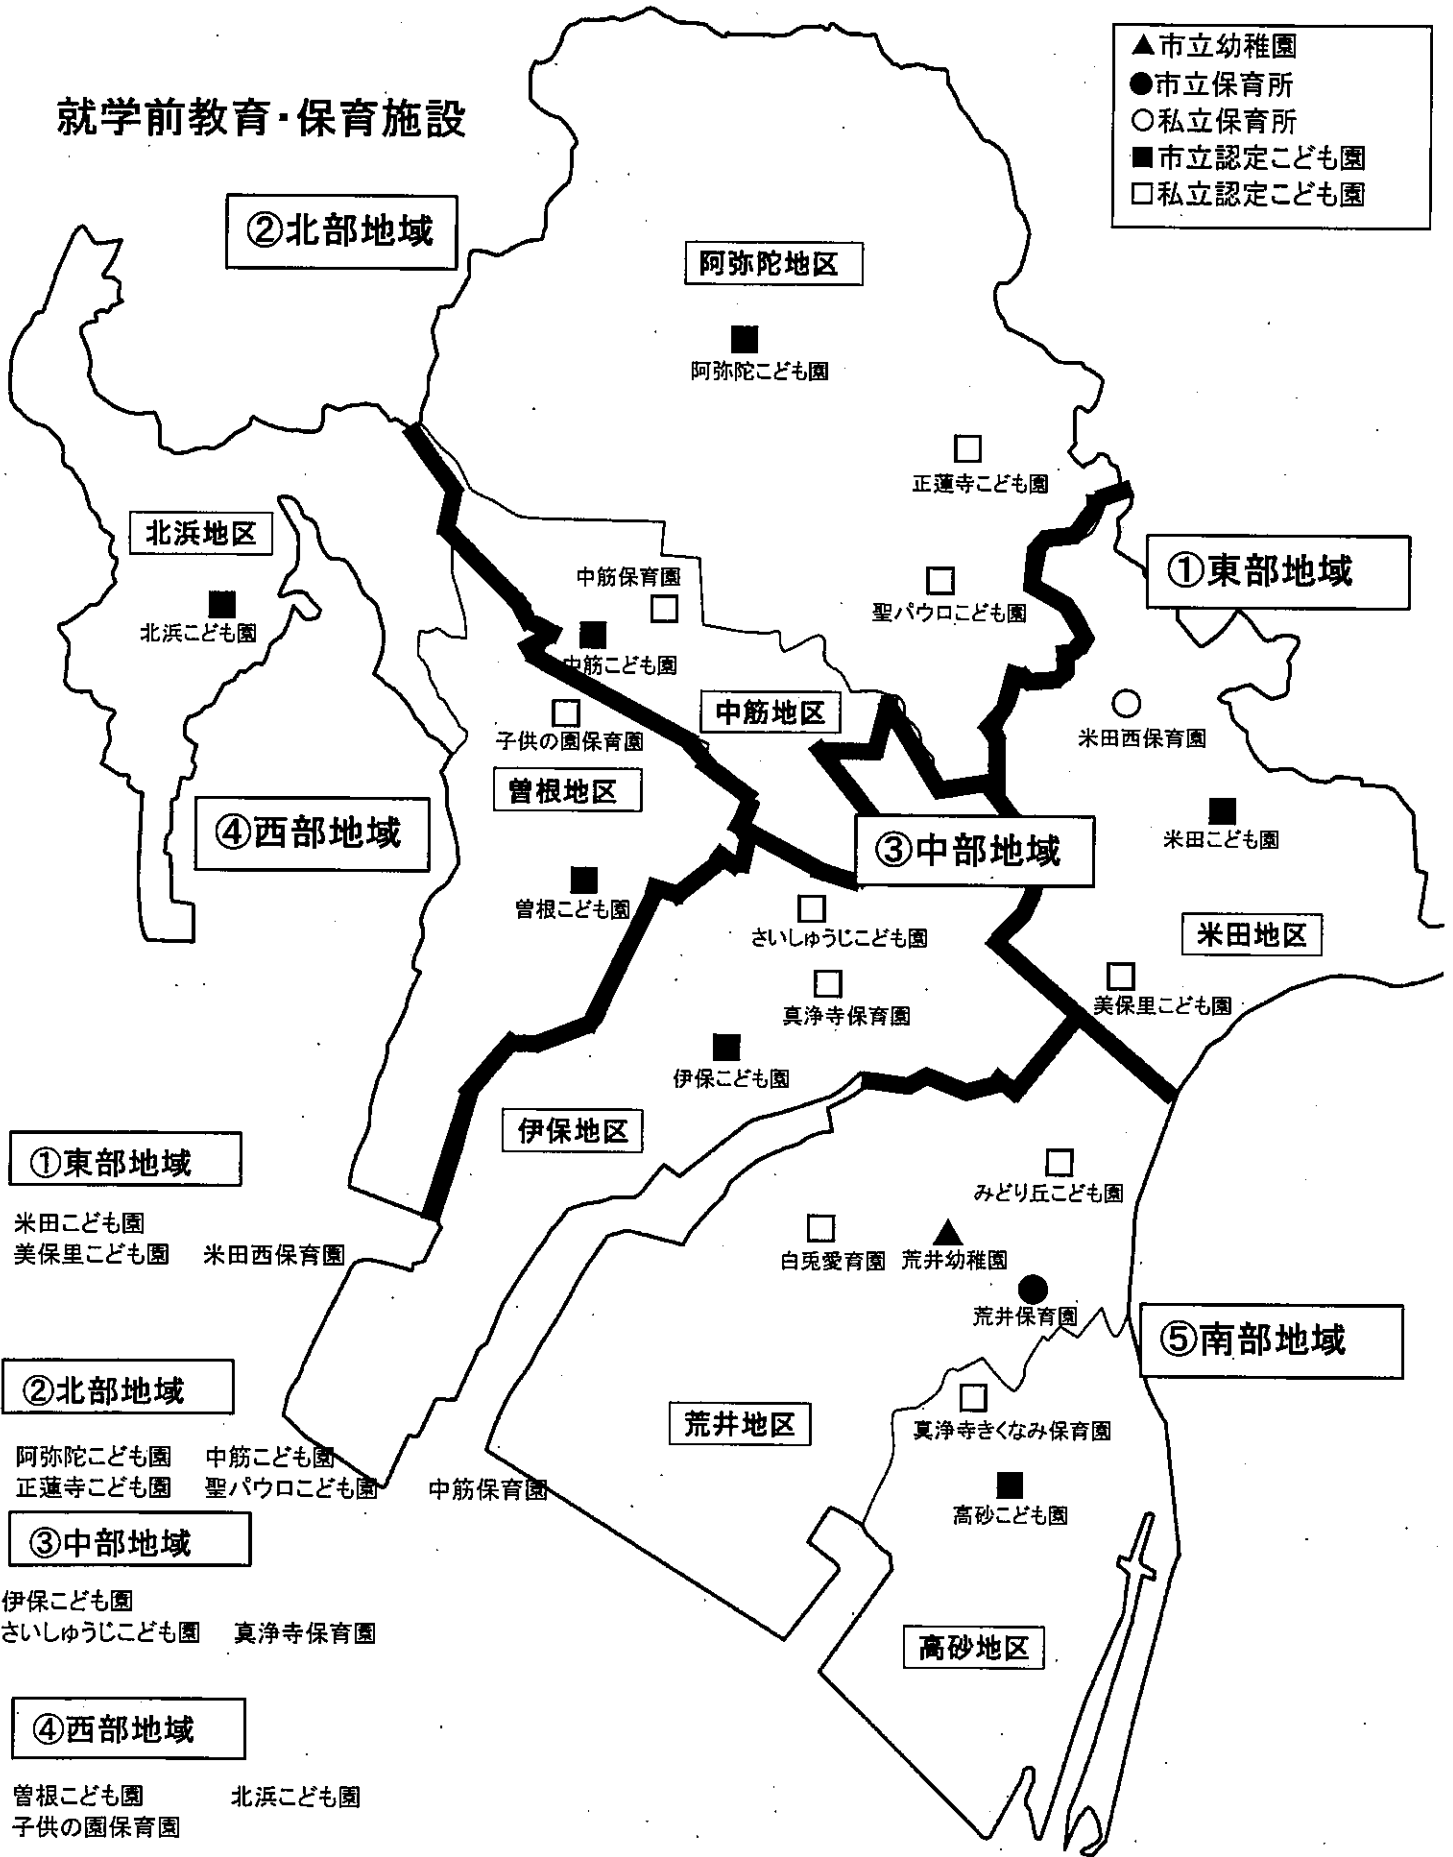 就学前教育・保育施設
▲市立幼稚園
●市立保育所
○私立保育所
■市立認定こども園
□私立認定こども園
②北部地域
阿弥陀地区
阿弥陀こども園
正蓮寺こども園
北浜地区
①東部地域
中筋保育園
聖パウロこども園
北浜こども園
中筋こども園
中筋地区
子供の園保育園
米田西保育園
曽根地区
④西部地域
③中部地域
米田こども園
曽根こども園
さいしゅうじこども園
米田地区
真浄寺保育園
美保里こども園
伊保こども園
伊保地区
みどり丘こども園
白兎愛育園
荒井幼稚園
荒井保育園
⑤南部地域
荒井地区
真浄寺きくなみ保育園
高砂こども園
高砂地区
①東部地域
米田こども園
美保里こども園 米田西保育園
②北部地域
阿弥陀こども園 中筋こども園
正蓮寺こども園 聖パウロこども園 中筋保育園
③中部地域
伊保こども園
さいしゅうじこども園 真浄寺保育園
④西部地域
曽根こども園 北浜こども園
子供の園保育園